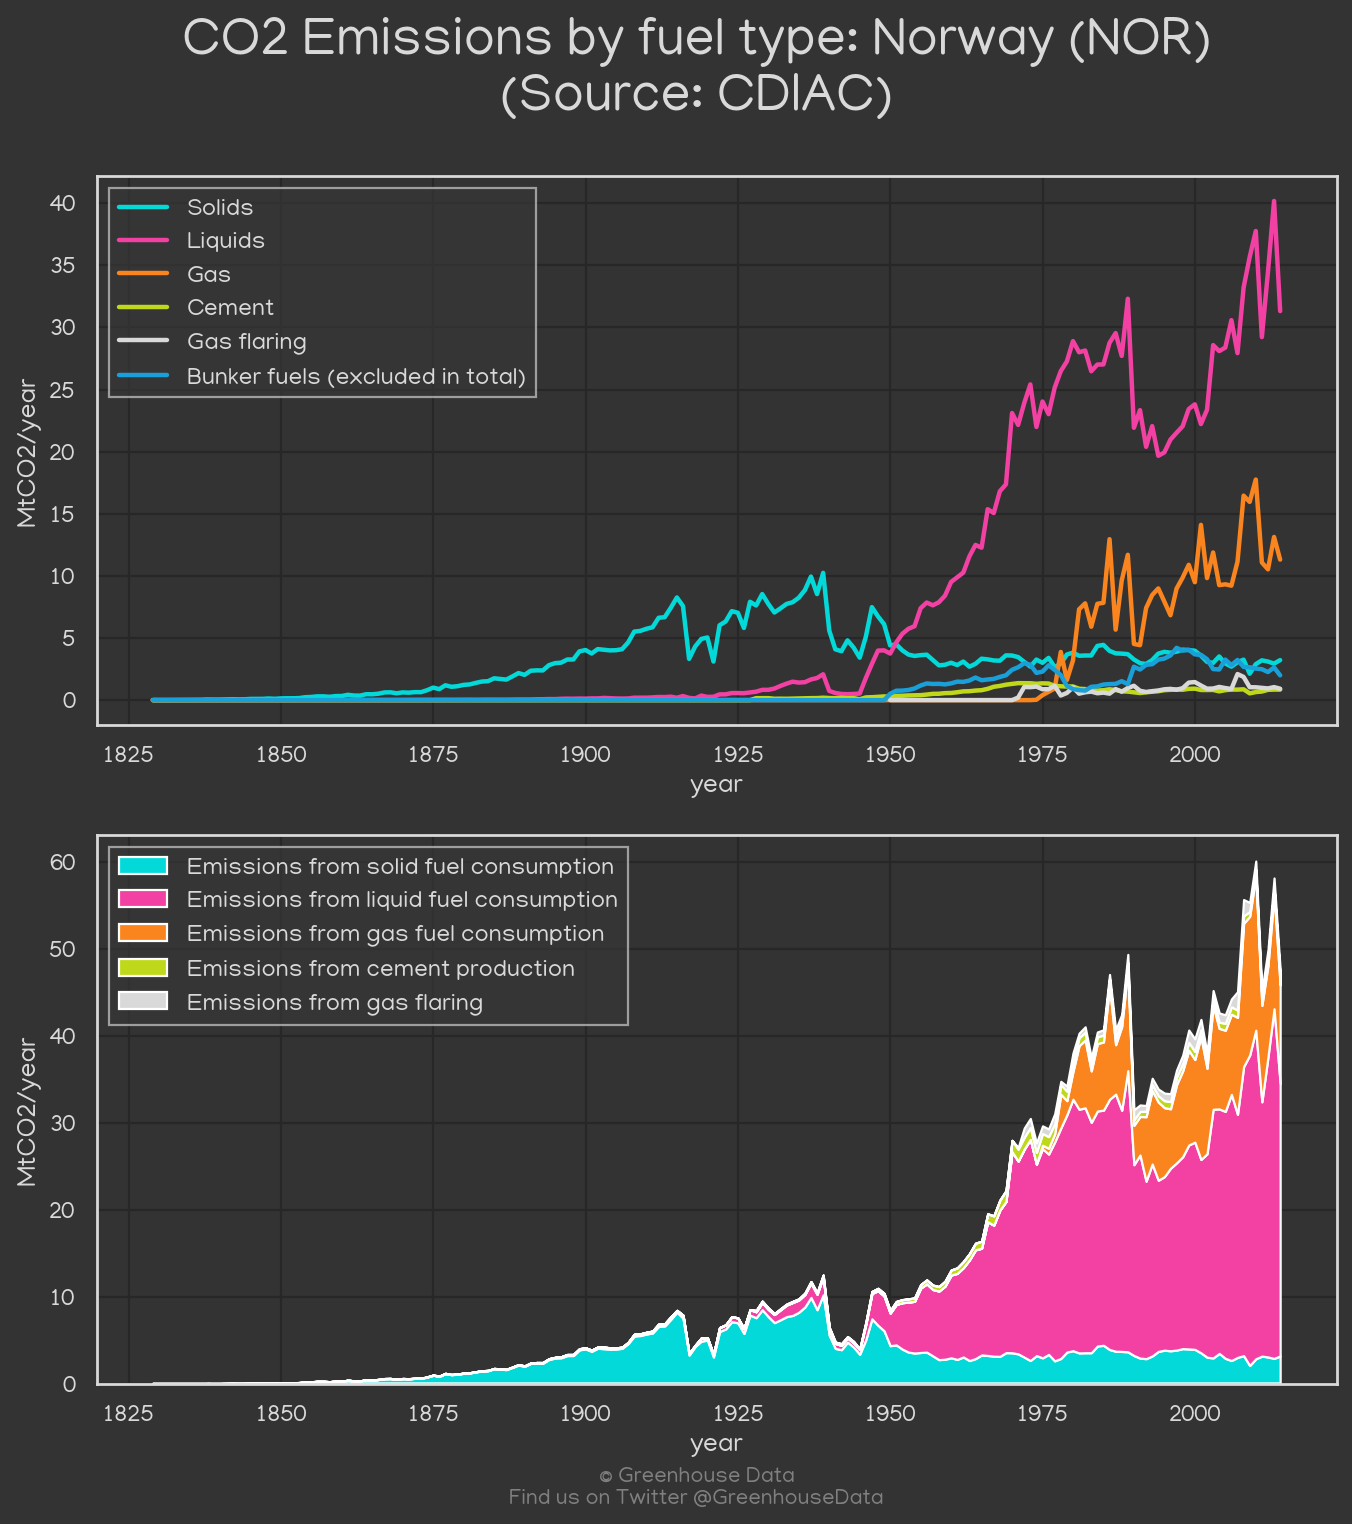 CO2 Emissions by fuel type: Norway (NOR)
(Source: CDIAC)
Solids
Liquids
Gas
Cement
Gas flaring
Bunker fuels (excluded in total)
40
35
30
25
20
15
10
5
0
MtCO2/year
1825 1850 1875 1900 1925 1950 1975 2000
year
Emissions from solid fuel consumption
Emissions from liquid fuel consumption
Emissions from gas fuel consumption
Emissions from cement production
Emissions from gas flaring
60
50
40
30
20
10
0
MtCO2/year
1825 1850 1875 1900 1925 1950 1975 2000
year
© Greenhouse Data
Find us on Twitter @GreenhouseData